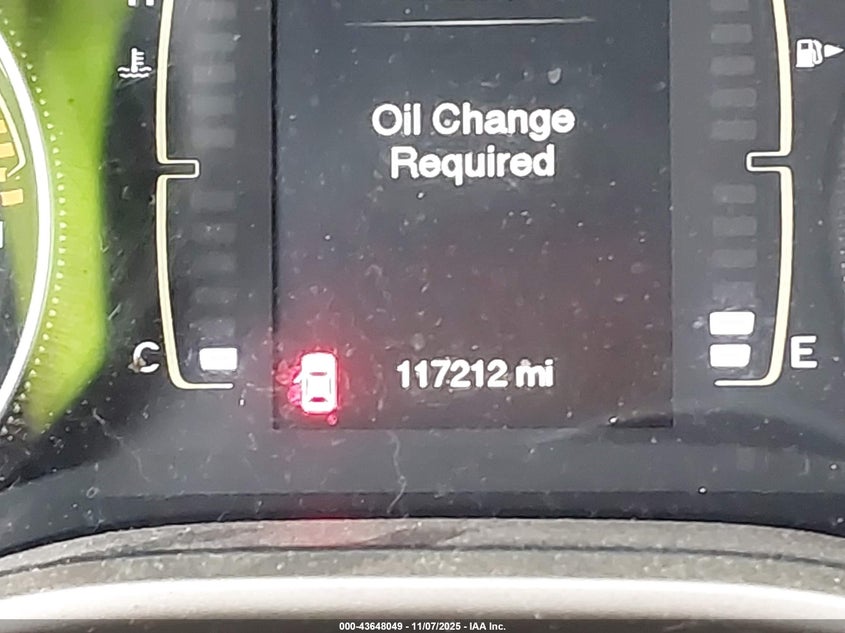 Oil Change
Required
C
117212 mi
E
000-43648049 - 11/07/2025 - IAA Inc.